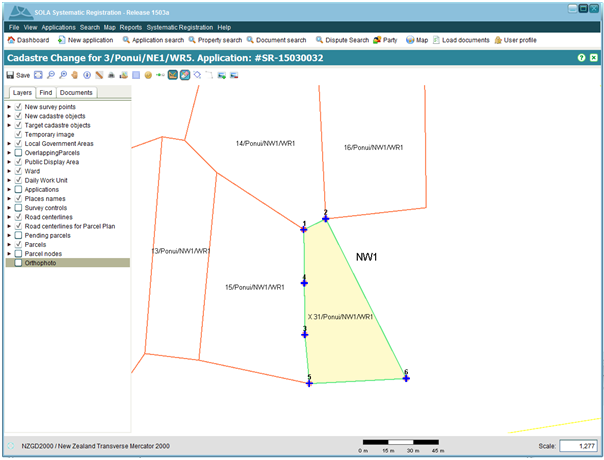 SOLA Systematic Registration - Release 1503a
File View Applications Search Map Reports Systematic Registration Help
Dashboard New application Application search Property search Document search Dispute Search Party Map Load documents User profile
Cadastre Change for 3/Ponui/NE1/WR5. Application: #SR-15030032
Save
Layers Find Documents
New survey points
New cadastre objects
Target cadastre objects
Temporary image
Local Government Areas
OverlappingParcels
Public Display Area
Ward
Daily Work Unit
Applications
Places names
Survey controls
Road centerlines
Road centerlines for Parcel Plan
Pending parcels
Parcels
Parcel nodes
Orthophoto
14/Ponui/NW1/WR1
16/Ponui/NW1/WR1
2
1
NW1
13/Ponui/NW1/WR1
4
15/Ponui/NW1/WR1
X 31/Ponui/NW1/WR1
3
5
6
NZGD2000 / New Zealand Transverse Mercator 2000
0 m 15 m 30 m 45 m
Scale: 1,277